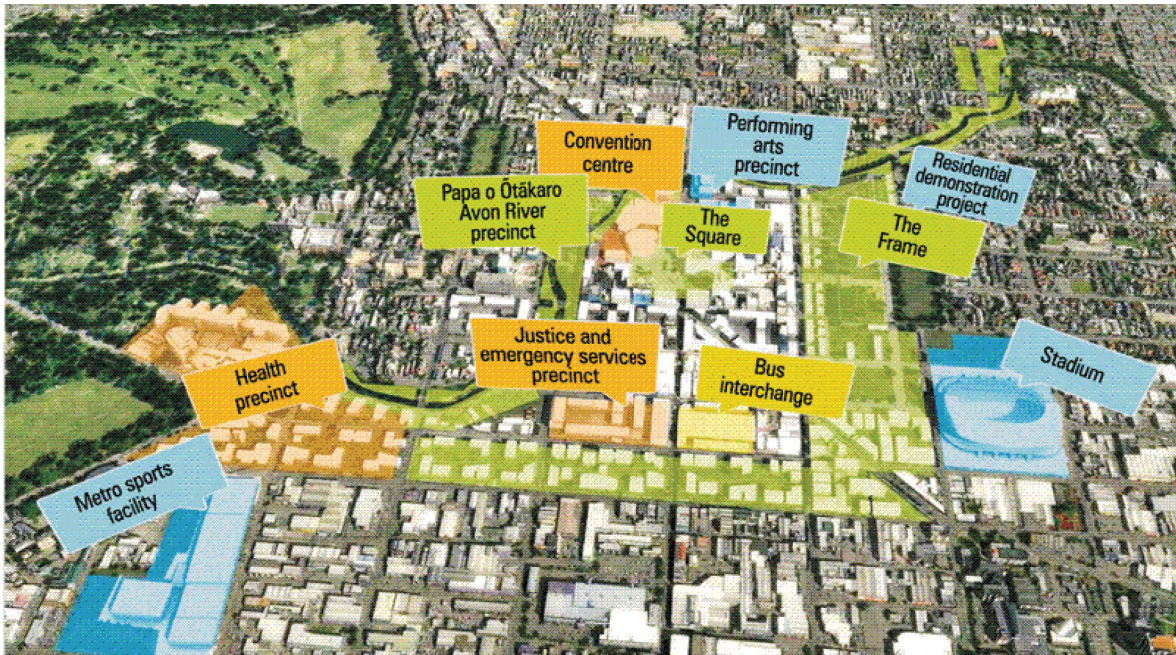 Convention
centre
Performing
arts
precinct
Papa o Ōtākaro
Avon River
precinct
The
Square
Residential
demonstration
project
The
Frame
Health
precinct
Justice and
emergency services
precinct
Bus
interchange
Stadium
Metro sports
facility